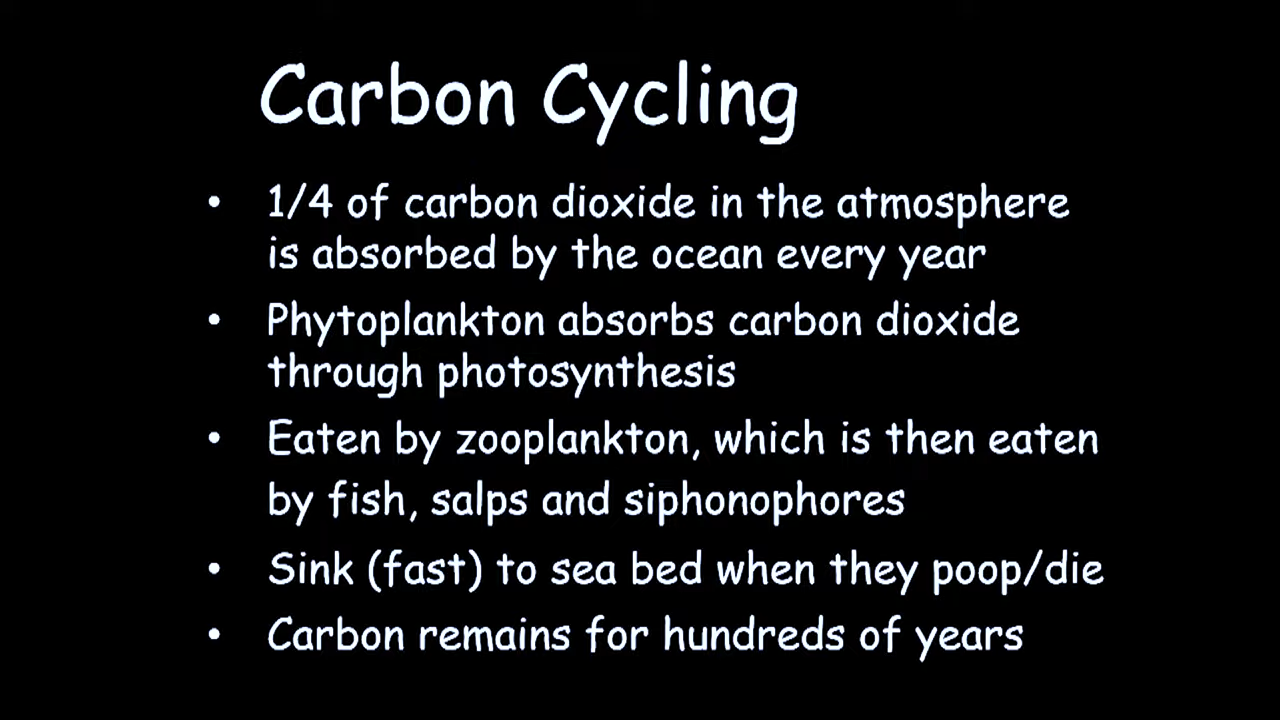 Carbon Cycling
• 1/4 of carbon dioxide in the atmosphere
is absorbed by the ocean every year
• Phytoplankton absorbs carbon dioxide
through photosynthesis
• Eaten by zooplankton, which is then eaten
by fish, salps and siphonophores
• Sink (fast) to sea bed when they poop/die
• Carbon remains for hundreds of years